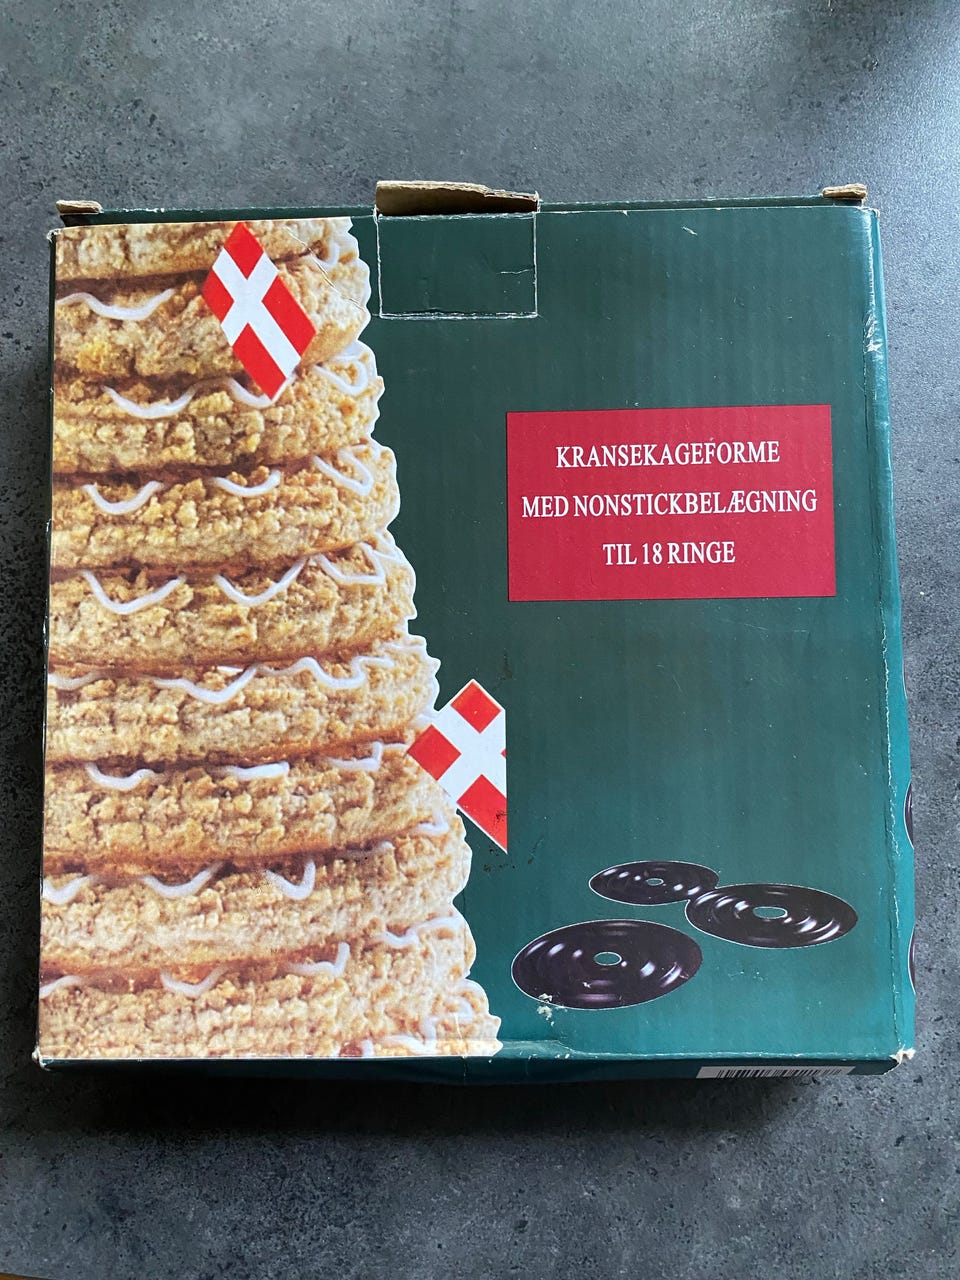 KRANSEKAGEFORME
MED NONSTICKBELÆGNING
TIL 18 RINGE